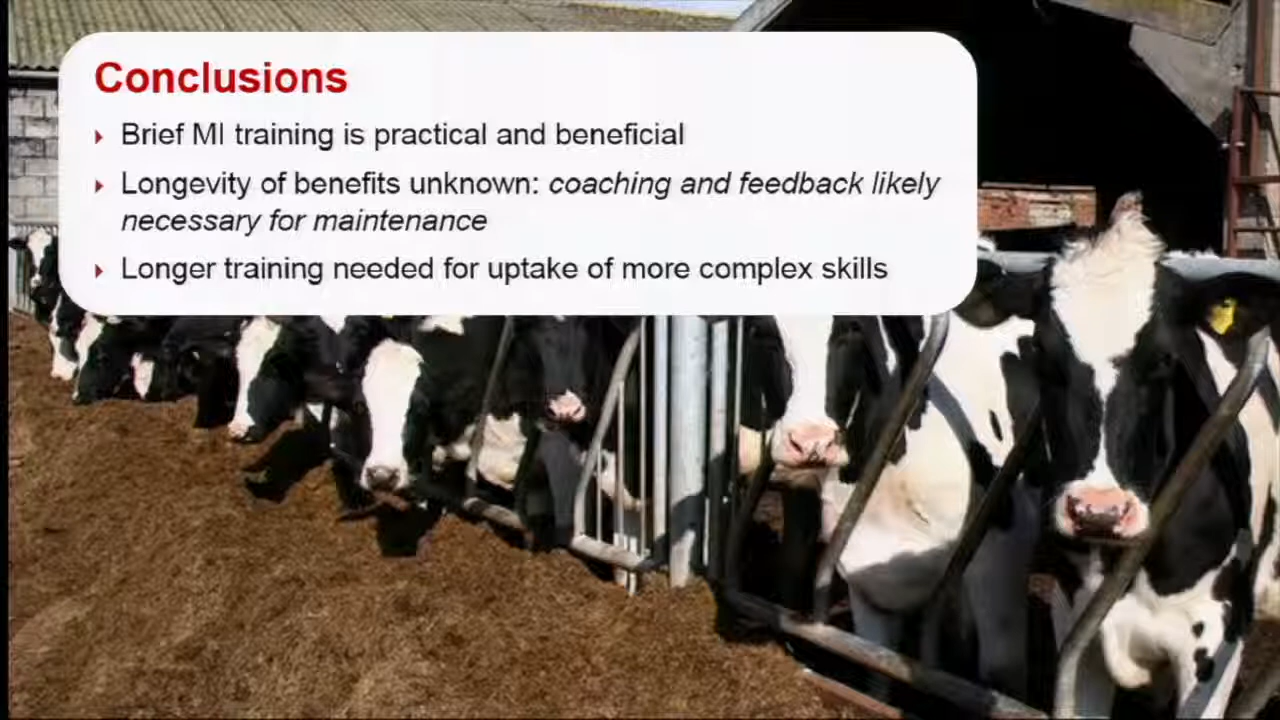 Conclusions
Brief MI training is practical and beneficial
Longevity of benefits unknown: coaching and feedback likely
necessary for maintenance
Longer training needed for uptake of more complex skills